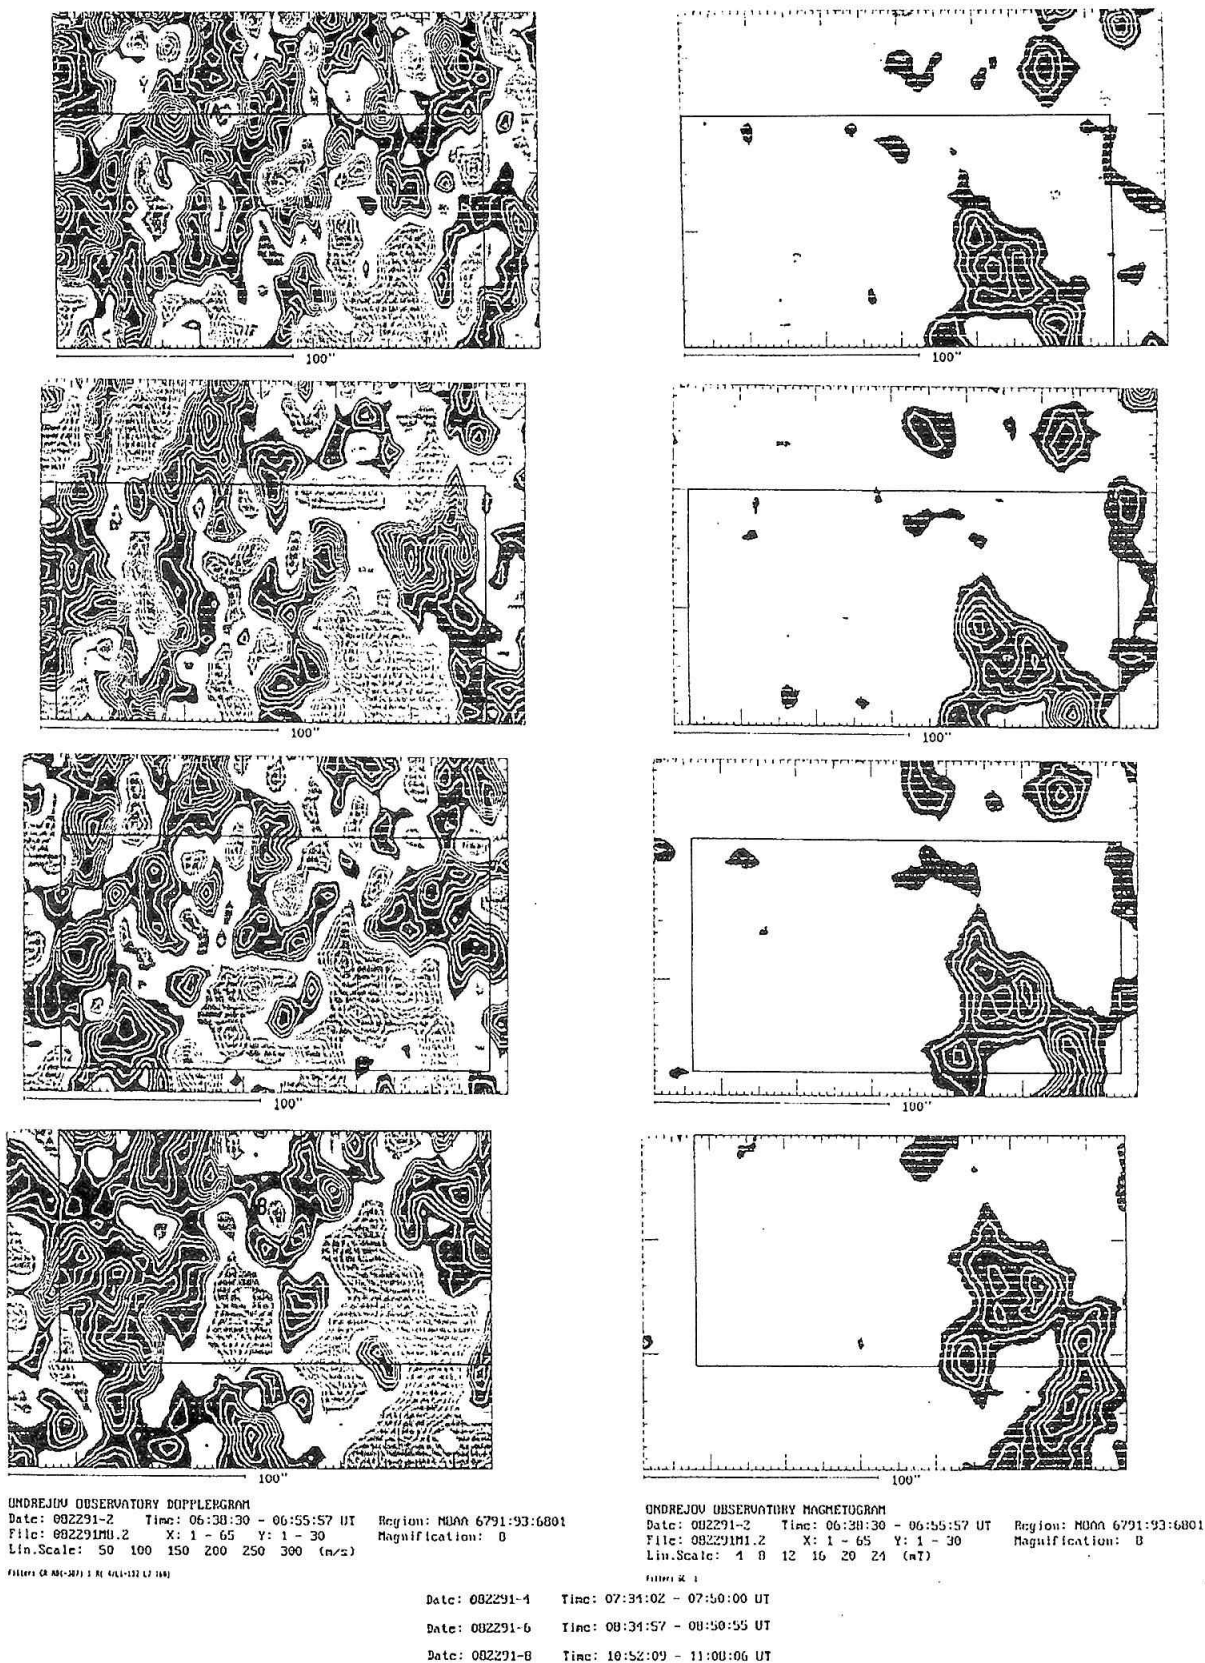 A
100"
100"
100"
100"
100"
100"
B
100"
100"
ONDREJOV OBSERVATORY DOPPLERGRAM
Date: 082291-2 Time: 06:38:30 - 06:55:57 UT Region: NOAA 6791:93:6801
File: 082291M0.2 X: 1 - 65 Y: 1 - 30 Magnification: 8
Lin.Scale: 50 100 150 200 250 300 (m/s)
ONDREJOV OBSERVATORY MAGNETOGRAM
Date: 082291-2 Time: 06:38:30 - 06:55:57 UT Region: NOAA 6791:93:6801
File: 082291M1.2 X: 1 - 65 Y: 1 - 30 Magnification: 8
Lin.Scale: 4 8 12 16 20 24 (mT)
Date: 082291-4 Time: 07:34:02 - 07:50:00 UT
Date: 082291-6 Time: 08:34:57 - 08:50:55 UT
Date: 082291-8 Time: 10:52:09 - 11:08:06 UT